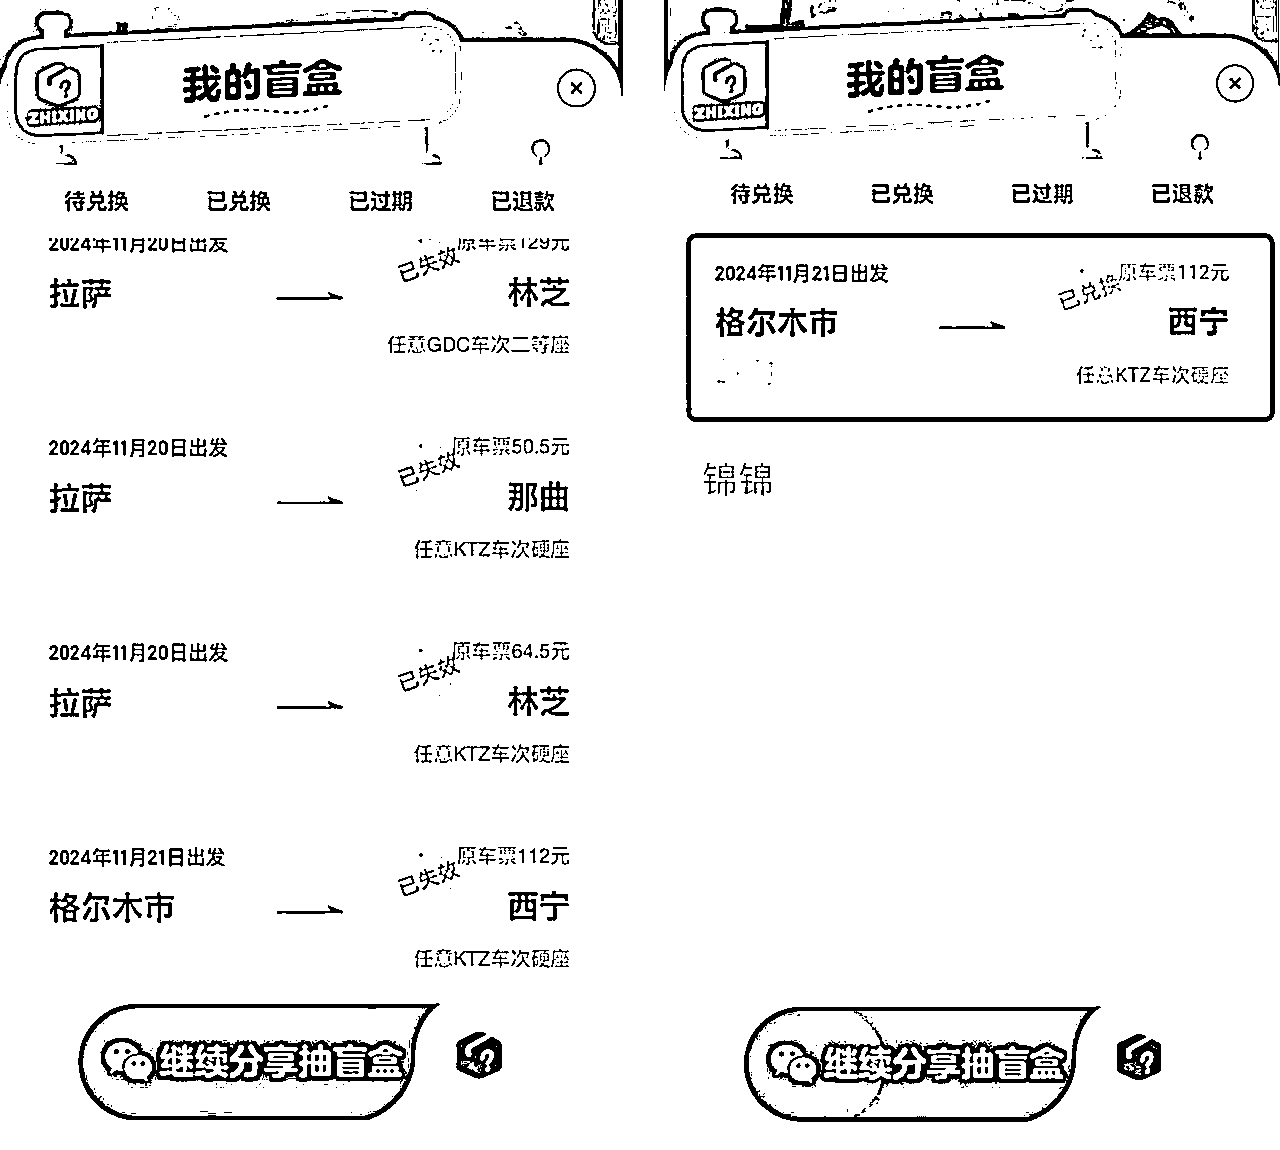 我的盲盒
ZHIXING
待兑换 已兑换 已过期 已退款
2024年11月20日出发 原车票129元
已失效
拉萨 林芝
任意GDC车次二等座
2024年11月20日出发 原车票50.5元
已失效
拉萨 那曲
任意KTZ车次硬座
2024年11月20日出发 原车票64.5元
已失效
拉萨 林芝
任意KTZ车次硬座
2024年11月21日出发 原车票112元
已失效
格尔木市 西宁
任意KTZ车次硬座
继续分享抽盲盒
我的盲盒
ZHIXING
待兑换 已兑换 已过期 已退款
2024年11月21日出发 原车票112元
已兑换
格尔木市 西宁
任意KTZ车次硬座
锦锦
继续分享抽盲盒